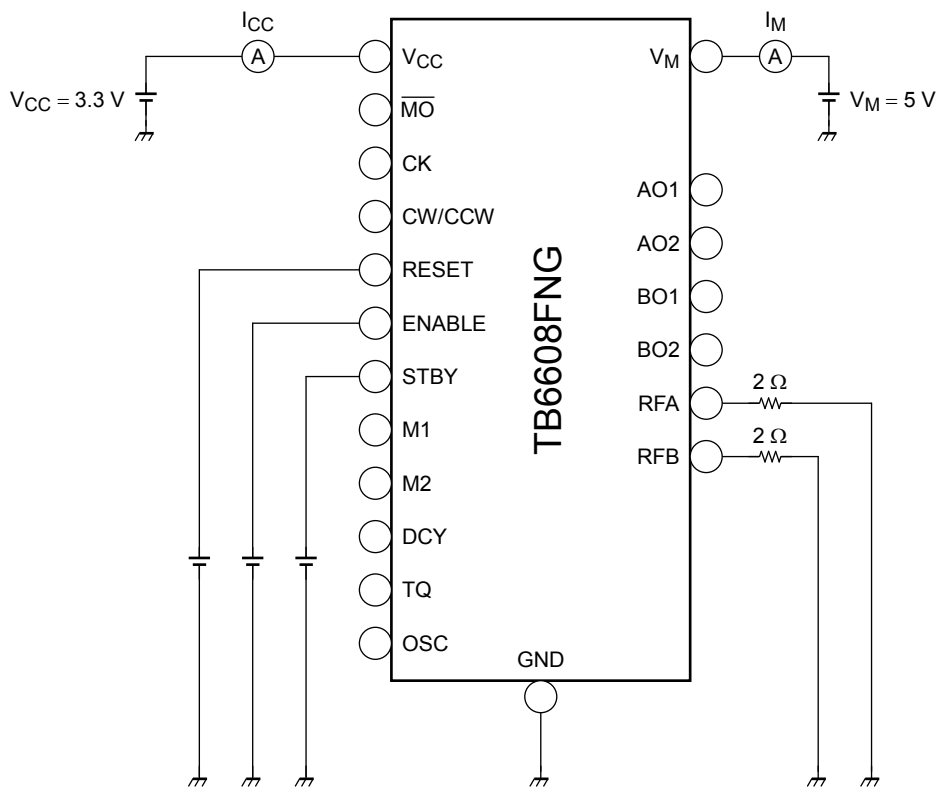 I_CC
A
V_CC = 3.3 V
V_CC
M̅O̅
CK
CW/CCW
RESET
ENABLE
STBY
M1
M2
DCY
TQ
OSC
TB6608FNG
GND
V_M
AO1
AO2
BO1
BO2
RFA
RFB
I_M
A
V_M = 5 V
2 Ω
2 Ω